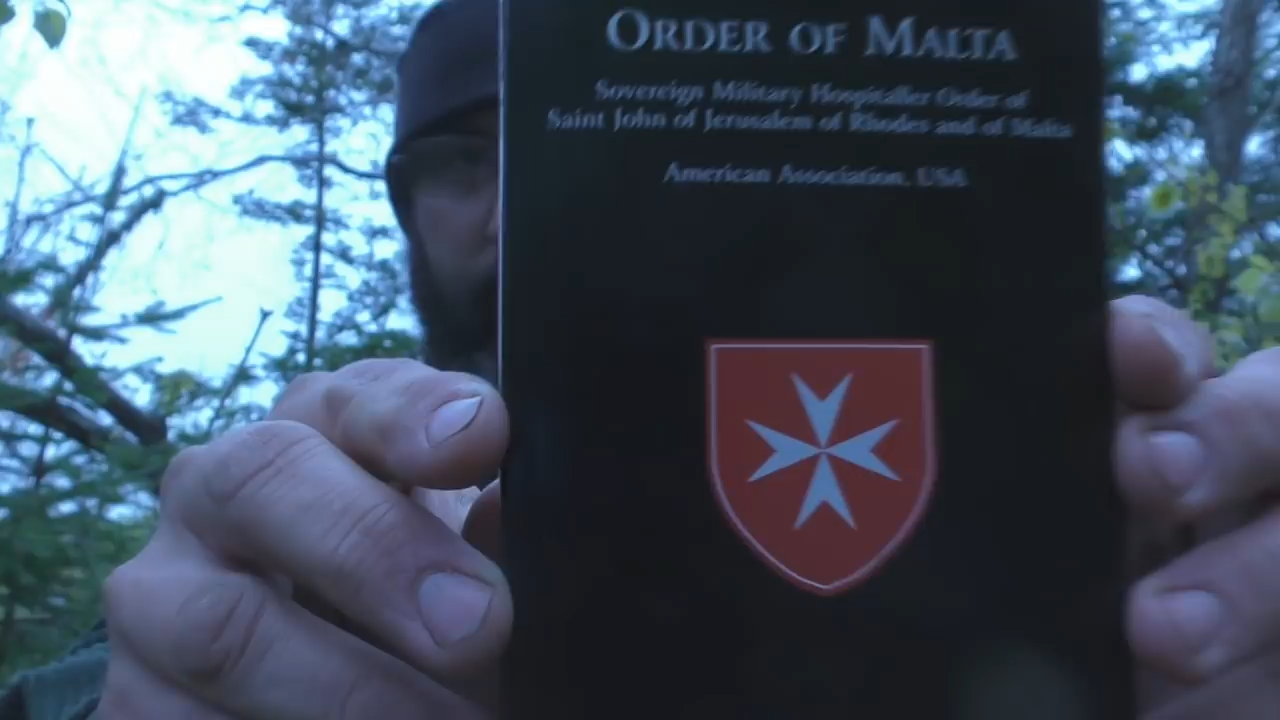 ORDER OF MALTA
Sovereign Military Hospitaller Order of
Saint John of Jerusalem of Rhodes and of Malta
American Association, USA